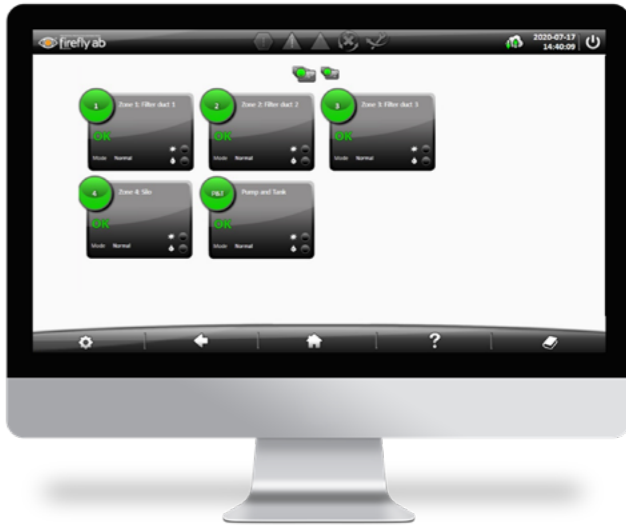 firefly ab
2020-07-17
14:40:09
1 Zone 1: Filter duct 1
OK
Mode Normal
2 Zone 2: Filter duct 2
OK
Mode Normal
3 Zone 3: Filter duct 3
OK
Mode Normal
4 Zone 4: Silo
OK
Mode Normal
P&T Pump and Tank
OK
Mode Normal
?